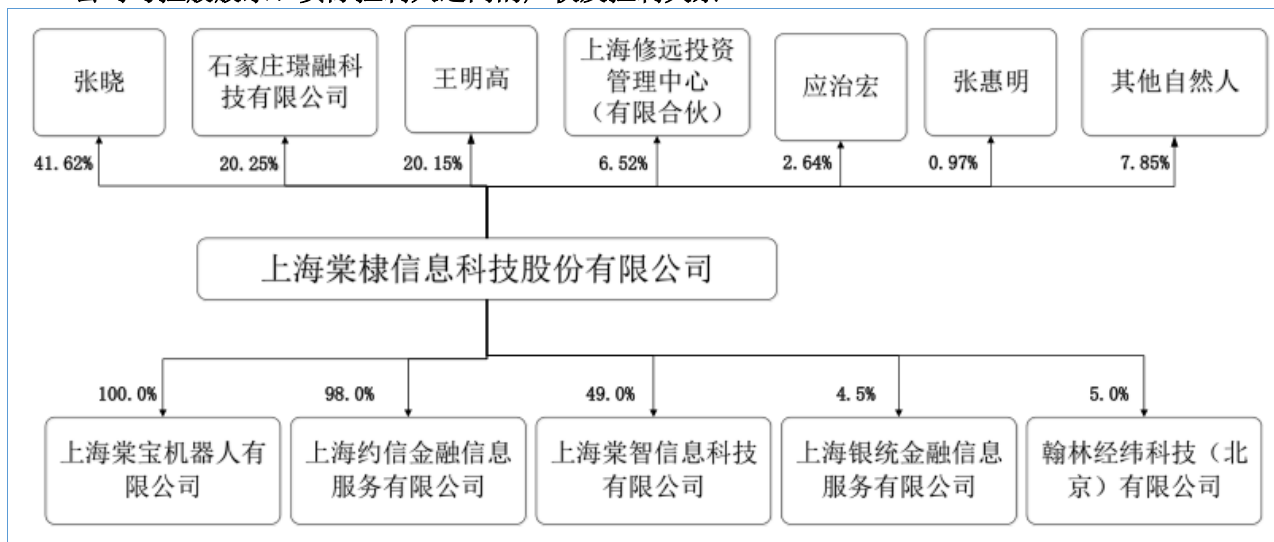 张晓
石家庄璟融科
技有限公司
王明高
上海修远投资
管理中心
（有限合伙）
应治宏
张惠明
其他自然人
41.62%
20.25%
20.15%
6.52%
2.64%
0.97%
7.85%
上海棠棣信息科技股份有限公司
100.0%
98.0%
49.0%
4.5%
5.0%
上海棠宝机器人有
限公司
上海约信金融信息
服务有限公司
上海棠智信息科技
有限公司
上海银统金融信息
服务有限公司
翰林经纬科技（北
京）有限公司